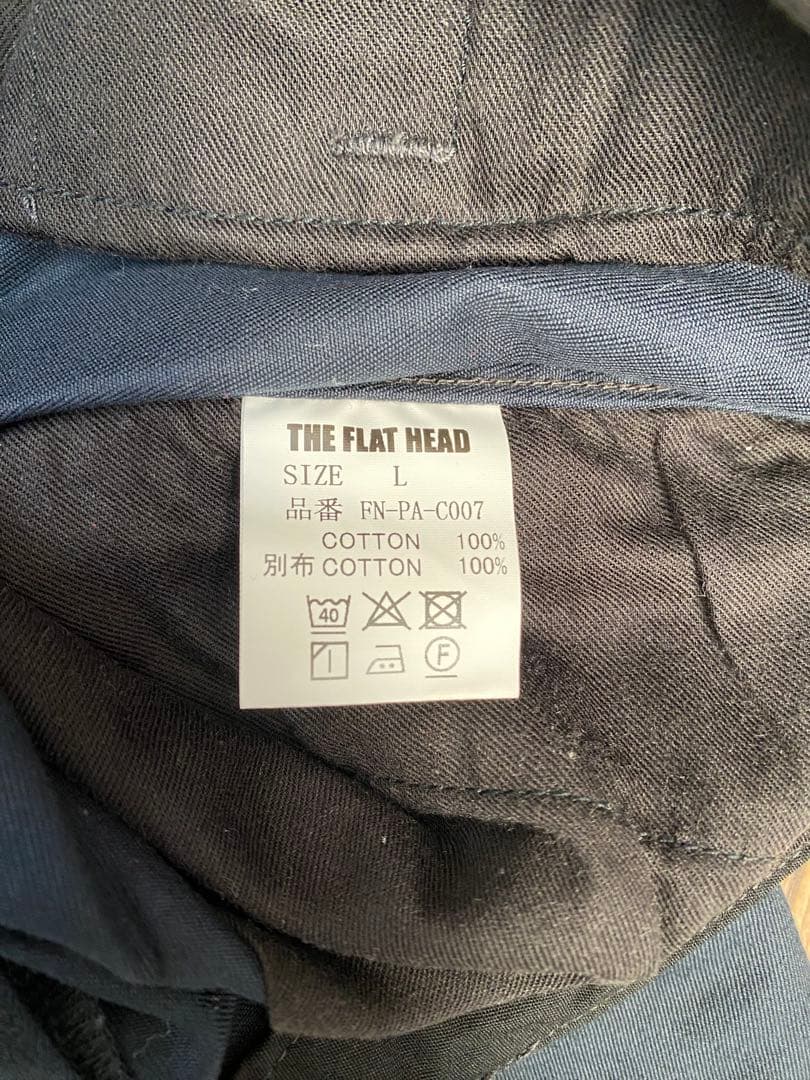 THE FLAT HEAD
SIZE L
品番 FN-PA-C007
COTTON 100%
別布 COTTON 100%
40
F